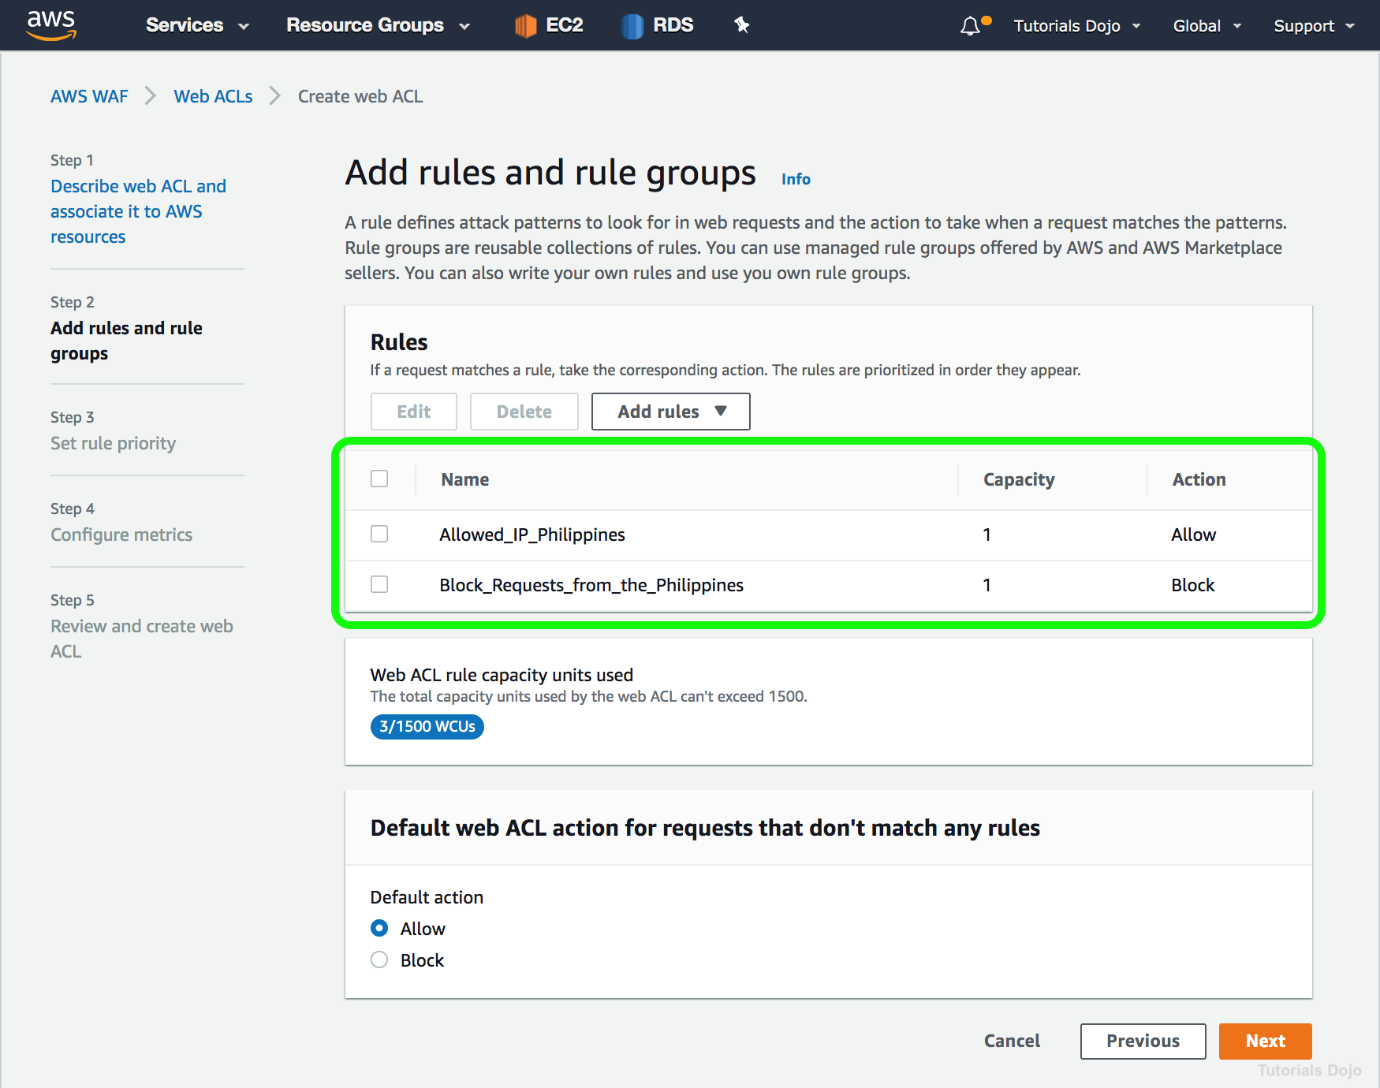 aws Services Resource Groups EC2 RDS Tutorials Dojo Global Support
AWS WAF Web ACLs Create web ACL
Step 1
Describe web ACL and
associate it to AWS
resources
Step 2
Add rules and rule
groups
Step 3
Set rule priority
Step 4
Configure metrics
Step 5
Review and create web
ACL
Add rules and rule groups Info
A rule defines attack patterns to look for in web requests and the action to take when a request matches the patterns.
Rule groups are reusable collections of rules. You can use managed rule groups offered by AWS and AWS Marketplace
sellers. You can also write your own rules and use you own rule groups.
Rules
If a request matches a rule, take the corresponding action. The rules are prioritized in order they appear.
Edit Delete Add rules
Name Capacity Action
Allowed_IP_Philippines 1 Allow
Block_Requests_from_the_Philippines 1 Block
Web ACL rule capacity units used
The total capacity units used by the web ACL can't exceed 1500.
3/1500 WCUs
Default web ACL action for requests that don't match any rules
Default action
Allow
Block
Cancel Previous Next
Tutorials Dojo